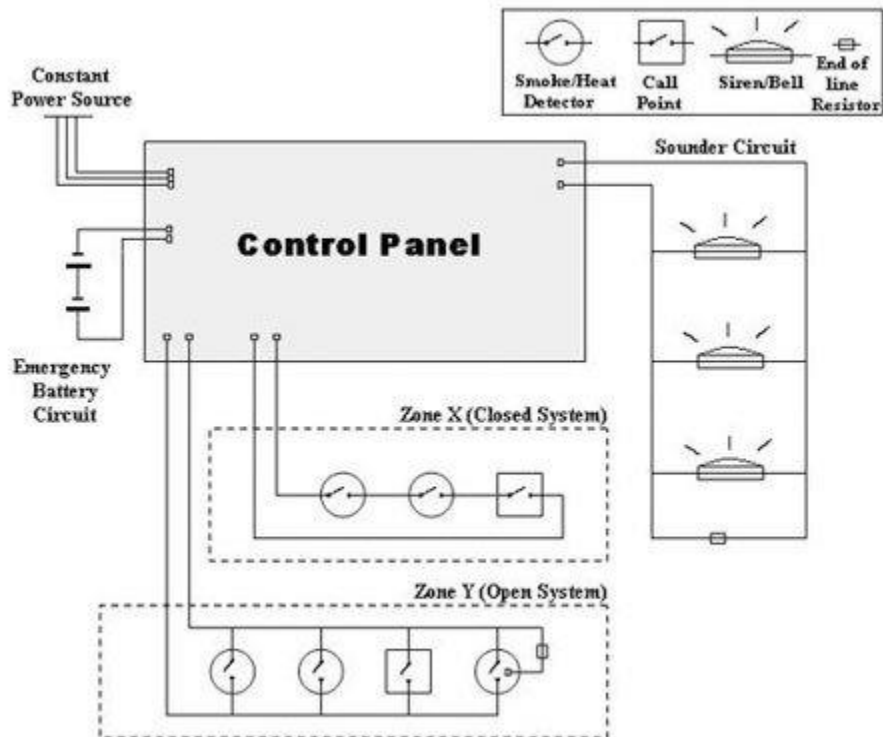 Constant
Power Source
Smoke/Heat
Detector
Call
Point
Siren/Bell
End of
line
Resistor
Sounder Circuit
Control Panel
Emergency
Battery
Circuit
Zone X (Closed System)
Zone Y (Open System)